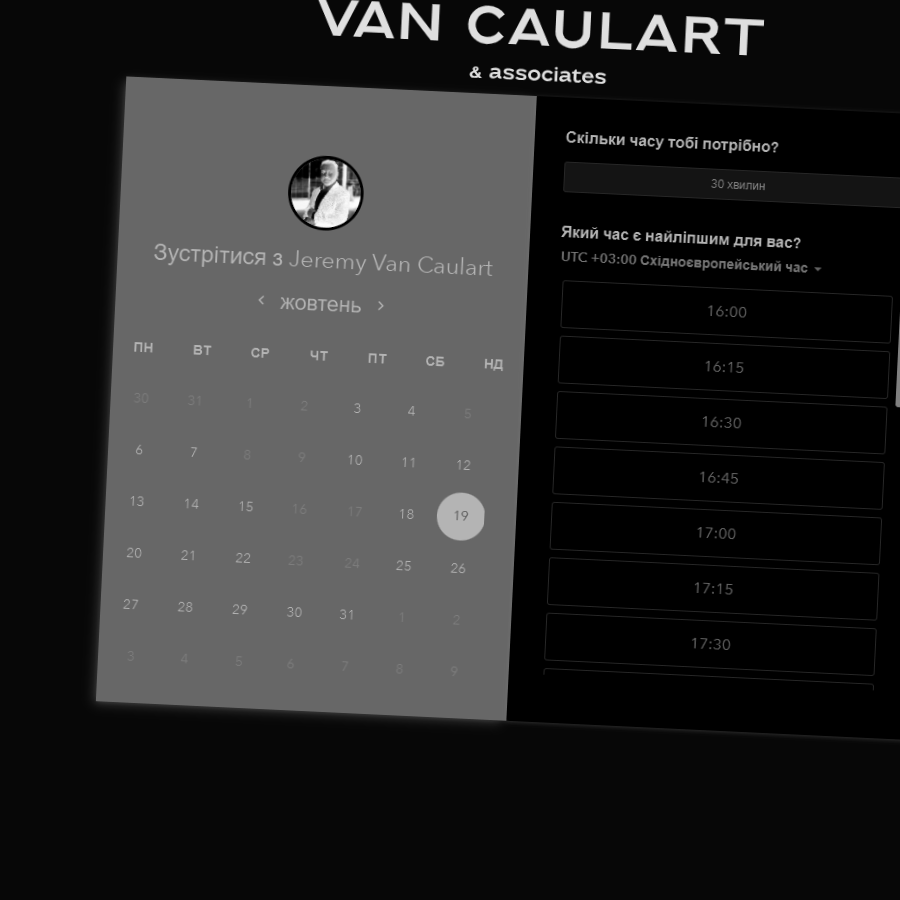 VAN CAULART
& associates
Зустрітися з Jeremy Van Caulart
жовтень
ПН ВТ СР ЧТ ПТ СБ НД
30 31 1 2 3 4 5
6 7 8 9 10 11 12
13 14 15 16 17 18 19
20 21 22 23 24 25 26
27 28 29 30 31 1 2
3 4 5 6 7 8 9
Скільки часу тобі потрібно?
30 хвилин
Який час є найліпшим для вас?
UTC +03:00 Східноєвропейський час
16:00
16:15
16:30
16:45
17:00
17:15
17:30